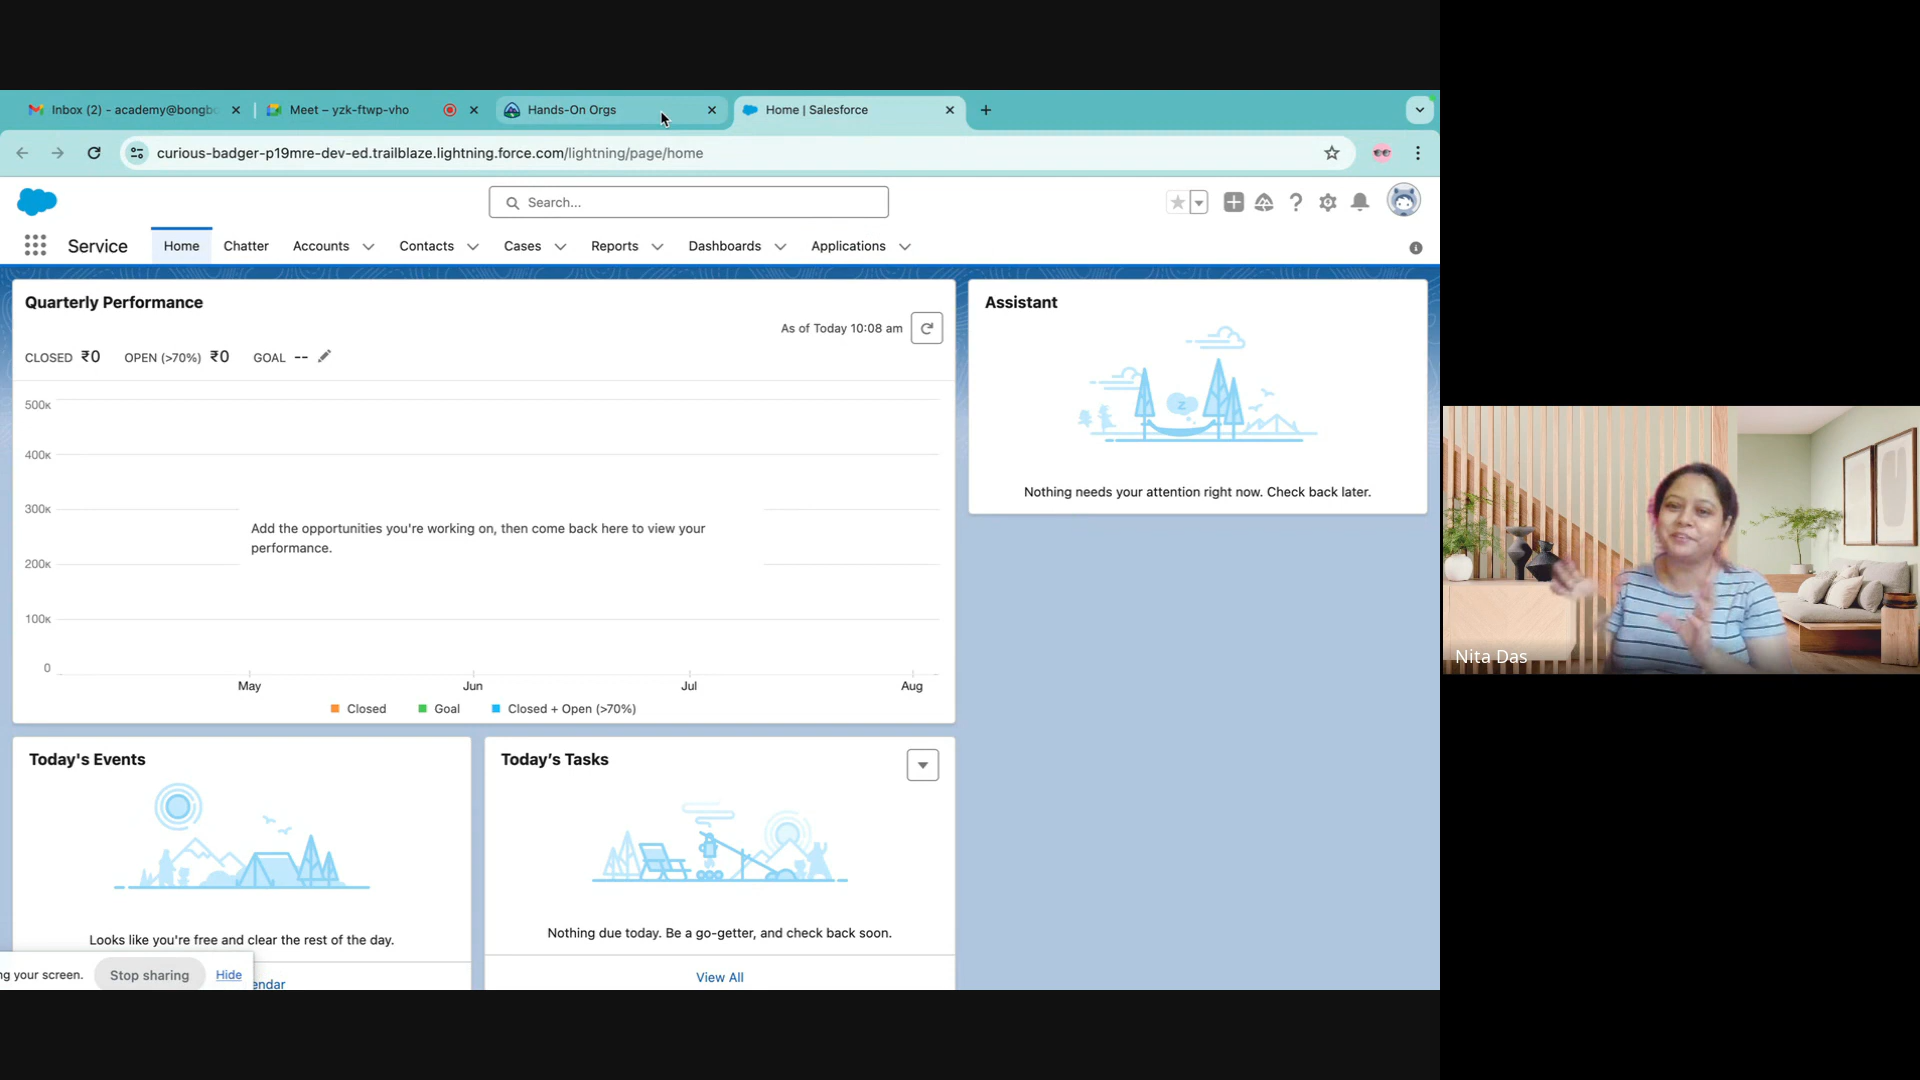 Inbox (2) - academy@bongb
Meet – yzk-ftwp-vho
Hands-On Orgs
Home | Salesforce
curious-badger-p19mre-dev-ed.trailblaze.lightning.force.com/lightning/page/home
Search...
Service
Home
Chatter
Accounts
Contacts
Cases
Reports
Dashboards
Applications
Quarterly Performance
As of Today 10:08 am
CLOSED ₹0 OPEN (>70%) ₹0 GOAL --
500K
400K
300K
200K
100K
0
Add the opportunities you're working on, then come back here to view your
performance.
May
Jun
Jul
Aug
Closed
Goal
Closed + Open (>70%)
Assistant
z
Nothing needs your attention right now. Check back later.
Today's Events
Looks like you're free and clear the rest of the day.
endar
Today’s Tasks
Nothing due today. Be a go-getter, and check back soon.
View All
ng your screen.
Stop sharing
Hide
Nita Das